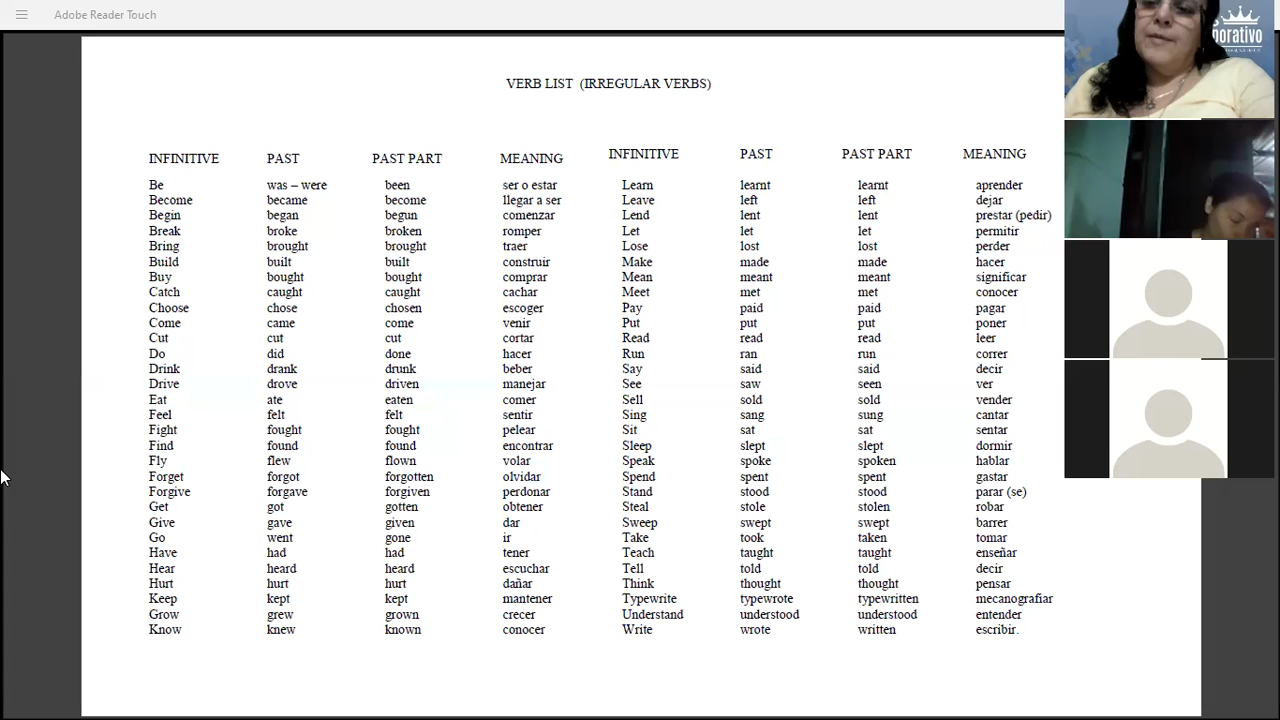 Adobe Reader Touch
orativo
VERB LIST (IRREGULAR VERBS)
INFINITIVE PAST PAST PART MEANING INFINITIVE PAST PAST PART MEANING
Be was – were been ser o estar Learn learnt learnt aprender
Become became become llegar a ser Leave left left dejar
Begin began begun comenzar Lend lent lent prestar (pedir)
Break broke broken romper Let let let permitir
Bring brought brought traer Lose lost lost perder
Build built built construir Make made made hacer
Buy bought bought comprar Mean meant meant significar
Catch caught caught cachar Meet met met conocer
Choose chose chosen escoger Pay paid paid pagar
Come came come venir Put put put poner
Cut cut cut cortar Read read read leer
Do did done hacer Run ran run correr
Drink drank drunk beber Say said said decir
Drive drove driven manejar See saw seen ver
Eat ate eaten comer Sell sold sold vender
Feel felt felt sentir Sing sang sung cantar
Fight fought fought pelear Sit sat sat sentar
Find found found encontrar Sleep slept slept dormir
Fly flew flown volar Speak spoke spoken hablar
Forget forgot forgotten olvidar Spend spent spent gastar
Forgive forgave forgiven perdonar Stand stood stood parar (se)
Get got gotten obtener Steal stole stolen robar
Give gave given dar Sweep swept swept barrer
Go went gone ir Take took taken tomar
Have had had tener Teach taught taught enseñar
Hear heard heard escuchar Tell told told decir
Hurt hurt hurt dañar Think thought thought pensar
Keep kept kept mantener Typewrite typewrote typewritten mecanografiar
Grow grew grown crecer Understand understood understood entender
Know knew known conocer Write wrote written escribir.